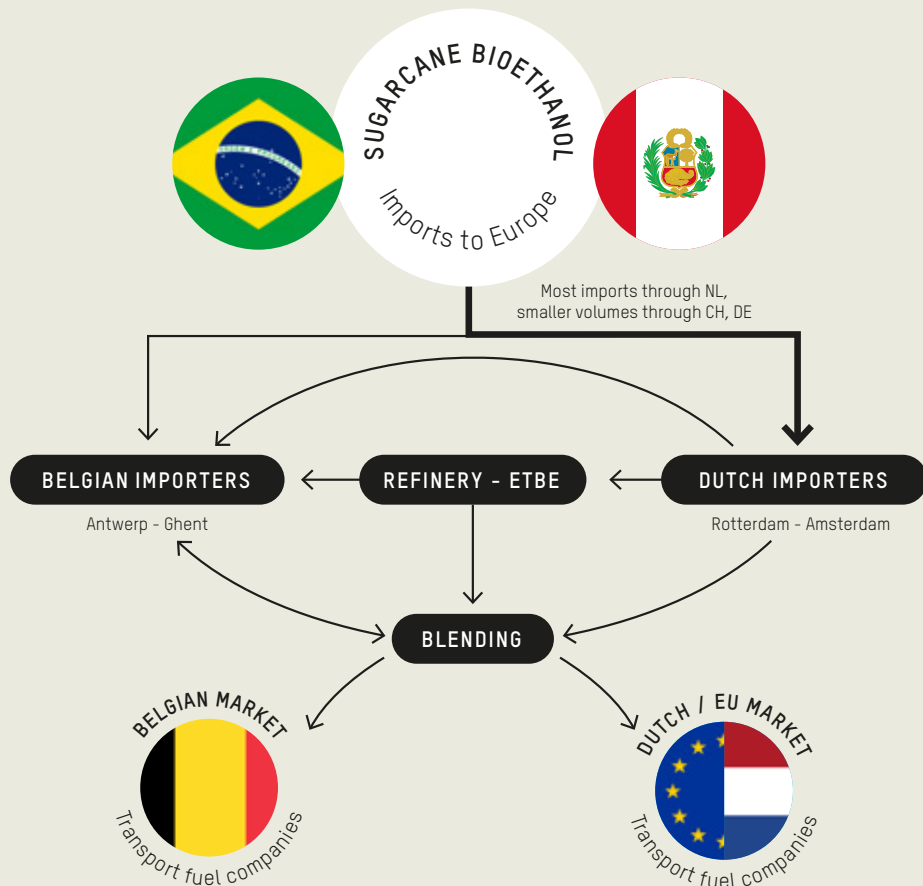 SUGARCANE BIOETHANOL
Imports to Europe
Most imports through NL,
smaller volumes through CH, DE
BELGIAN IMPORTERS
REFINERY - ETBE
DUTCH IMPORTERS
Antwerp - Ghent
Rotterdam - Amsterdam
BLENDING
BELGIAN MARKET
Transport fuel companies
DUTCH / EU MARKET
Transport fuel companies